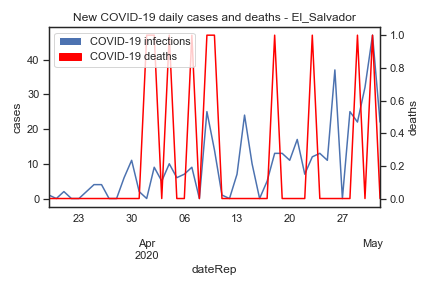 New COVID-19 daily cases and deaths - El_Salvador
COVID-19 infections
COVID-19 deaths
cases
40
30
20
10
0
deaths
1.0
0.8
0.6
0.4
0.2
0.0
23
30
06
13
20
27
Apr
2020
May
dateRep